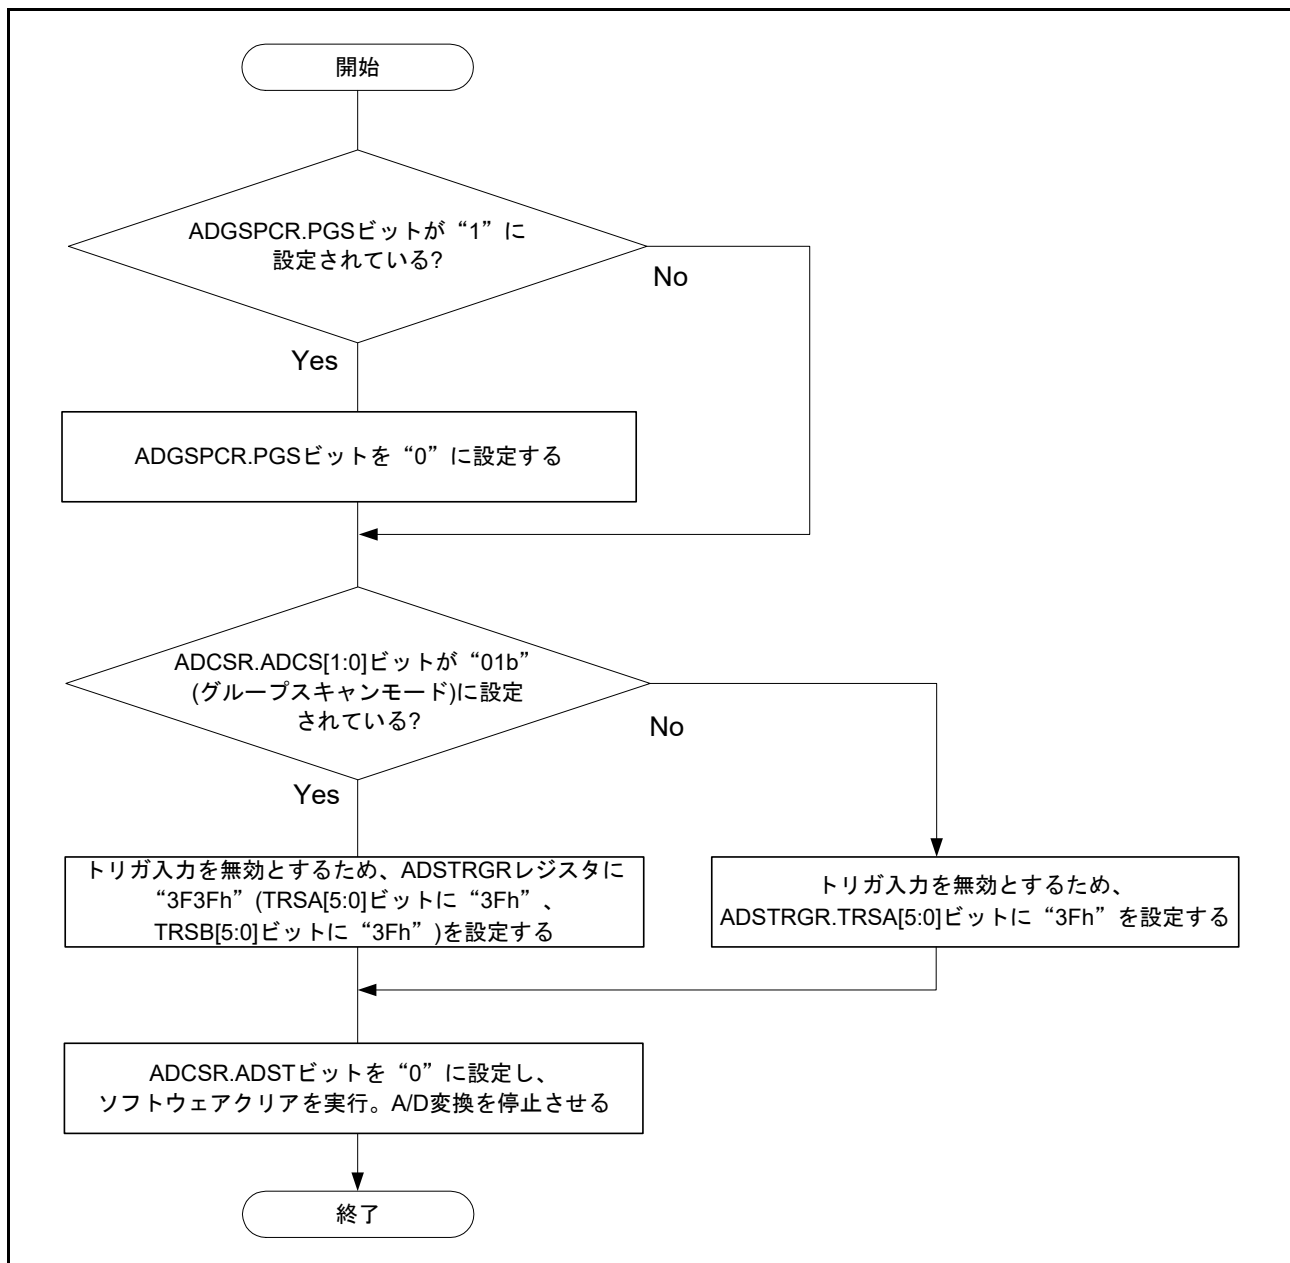 開始
ADGSPCR.PGSビットが“1”に
設定されている?
No
Yes
ADGSPCR.PGSビットを“0”に設定する
ADCSR.ADCS[1:0]ビットが“01b”
(グループスキャンモード)に設定
されている?
No
Yes
トリガ入力を無効とするため、ADSTRGRレジスタに
“3F3Fh”(TRSA[5:0]ビットに“3Fh”、
TRSB[5:0]ビットに“3Fh”)を設定する
トリガ入力を無効とするため、
ADSTRGR.TRSA[5:0]ビットに“3Fh”を設定する
ADCSR.ADSTビットを“0”に設定し、
ソフトウェアクリアを実行。A/D変換を停止させる
終了